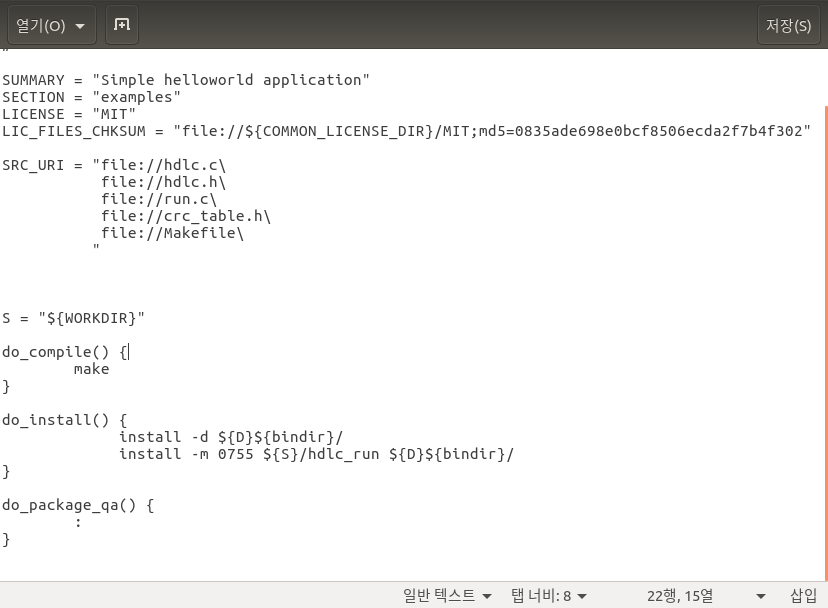 열기(O)
저장(S)
"
SUMMARY = "Simple helloworld application"
SECTION = "examples"
LICENSE = "MIT"
LIC_FILES_CHKSUM = "file://${COMMON_LICENSE_DIR}/MIT;md5=0835ade698e0bcf8506ecda2f7b4f302"
SRC_URI = "file://hdlc.c\
file://hdlc.h\
file://run.c\
file://crc_table.h\
file://Makefile\
"
S = "${WORKDIR}"
do_compile() {
make
}
do_install() {
install -d ${D}${bindir}/
install -m 0755 ${S}/hdlc_run ${D}${bindir}/
}
do_package_qa() {
:
}
일반 텍스트 탭 너비: 8 22행, 15열 삽입